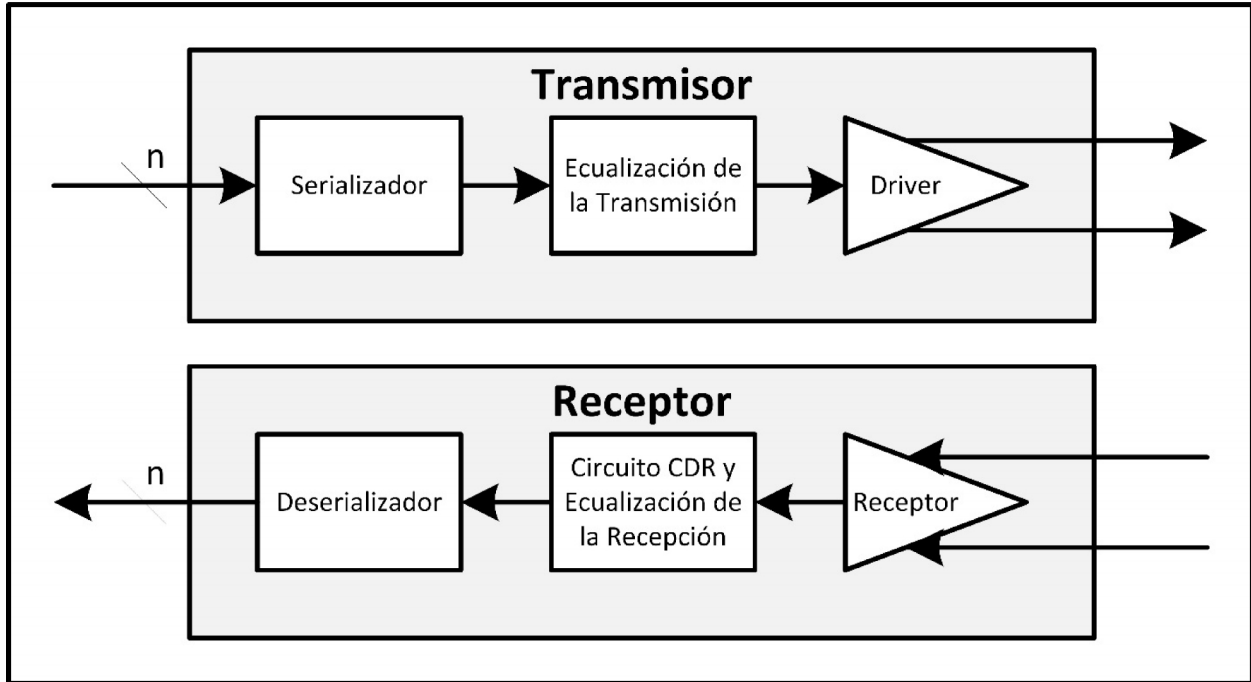 Transmisor
n
Serializador
Ecualización de
la Transmisión
Driver
Receptor
n
Deserializador
Circuito CDR y
Ecualización de
la Recepción
Receptor